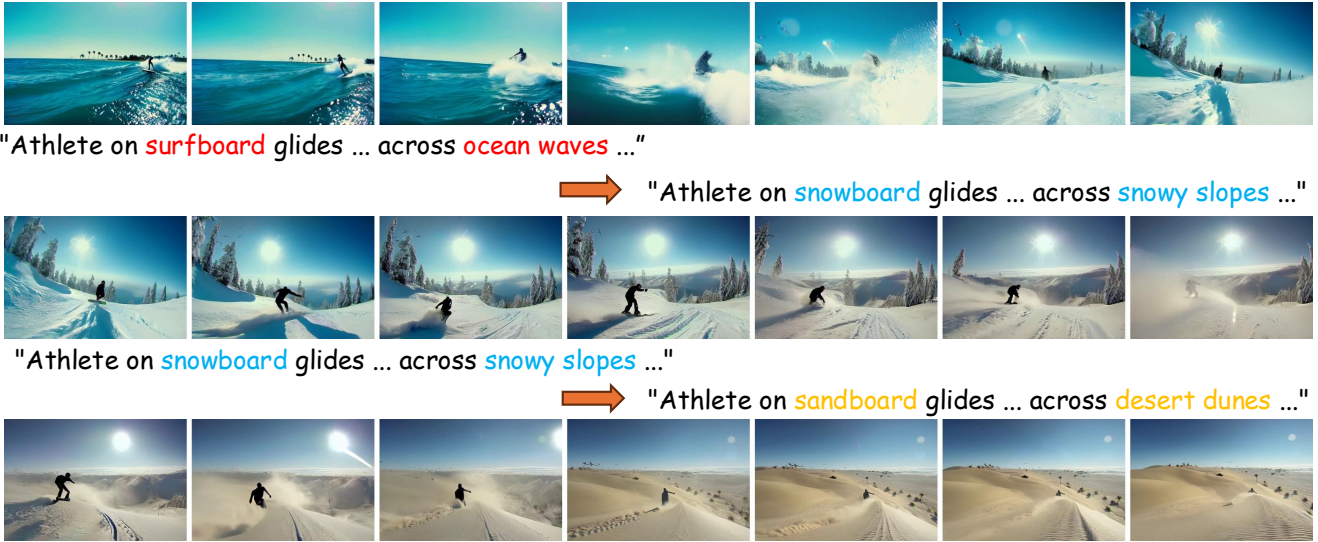 "Athlete on surfboard glides ... across ocean waves ..."
"Athlete on snowboard glides ... across snowy slopes ..."
"Athlete on snowboard glides ... across snowy slopes ..."
"Athlete on sandboard glides ... across desert dunes ..."